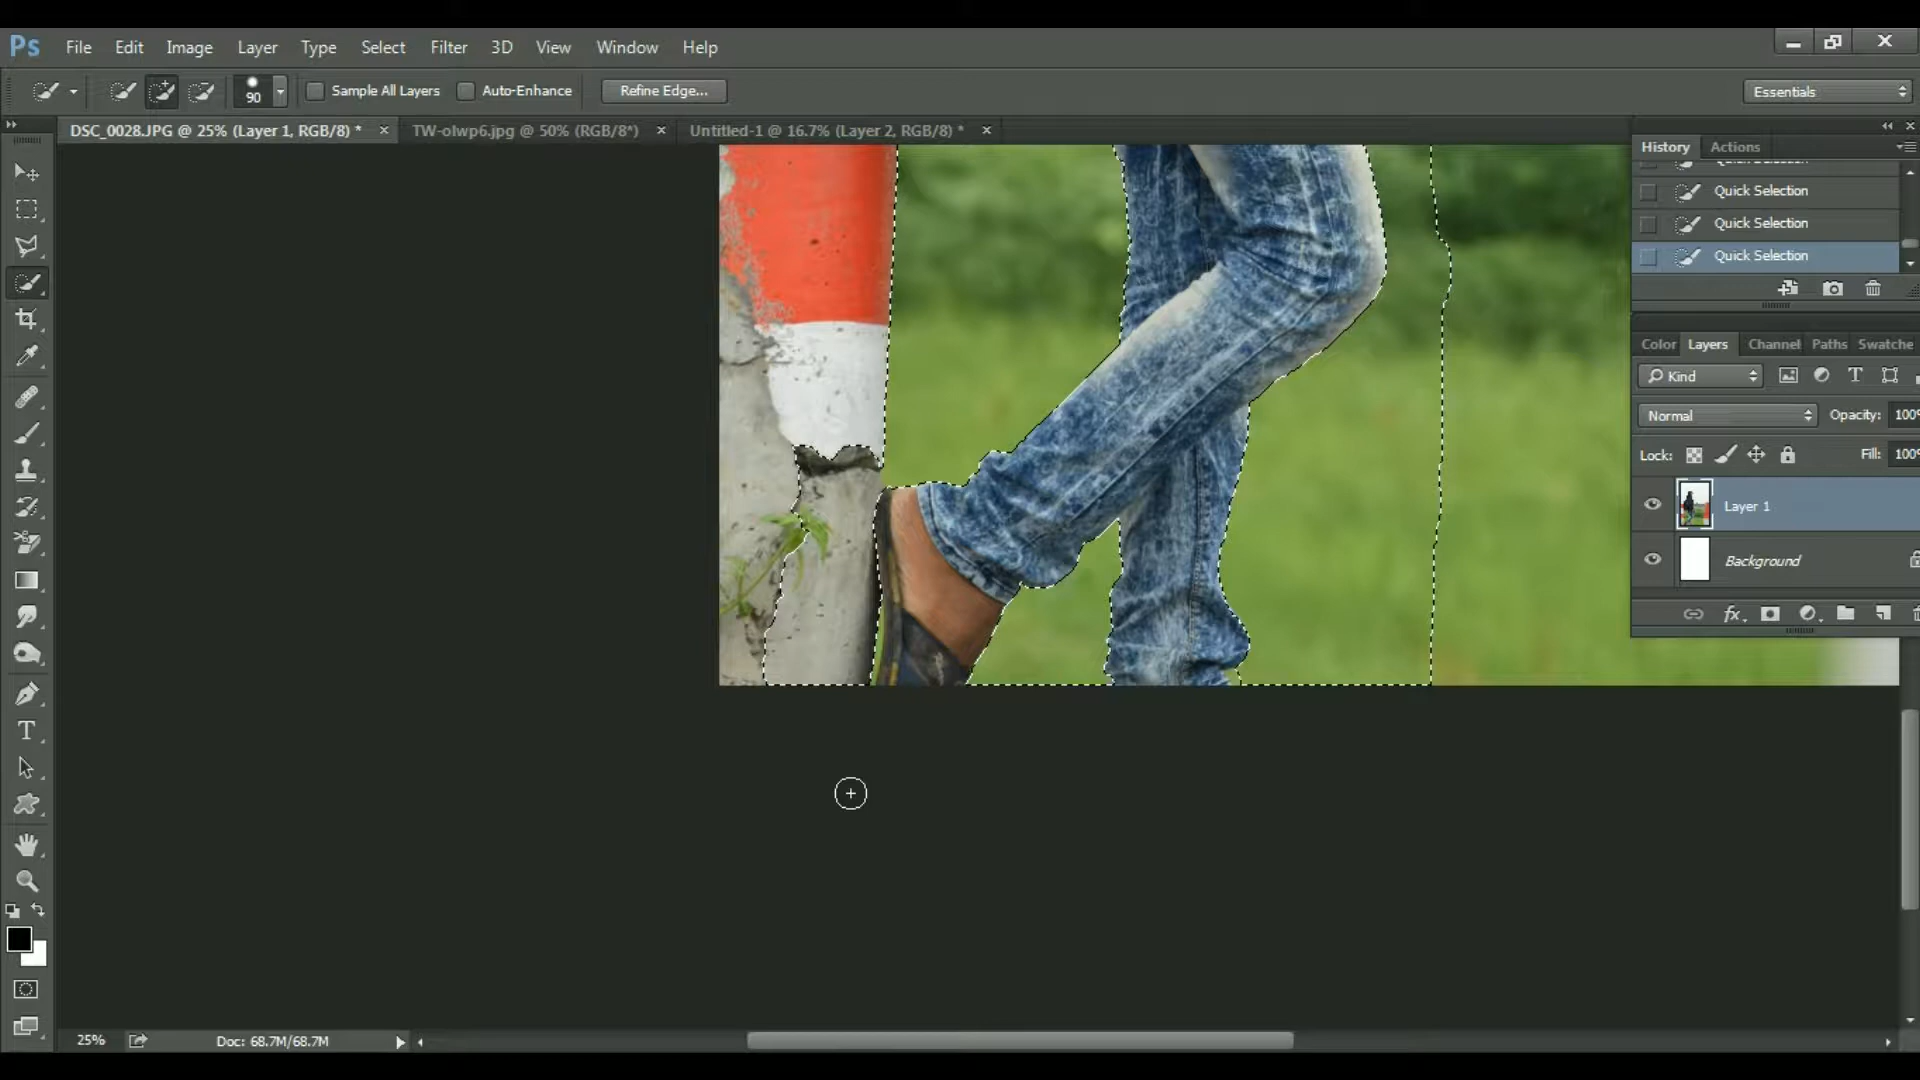 Ps File Edit Image Layer Type Select Filter 3D View Window Help
90 Sample All Layers Auto-Enhance Refine Edge... Essentials
DSC_0028.JPG @ 25% (Layer 1, RGB/8) * TW-olwp6.jpg @ 50% (RGB/8*) Untitled-1 @ 16.7% (Layer 2, RGB/8) *
History Actions
Quick Selection
Quick Selection
Quick Selection
Color Layers Channel Paths Swatche
Kind
Normal Opacity: 100%
Lock: Fill: 100%
Layer 1
Background
25% Doc: 68.7M/68.7M